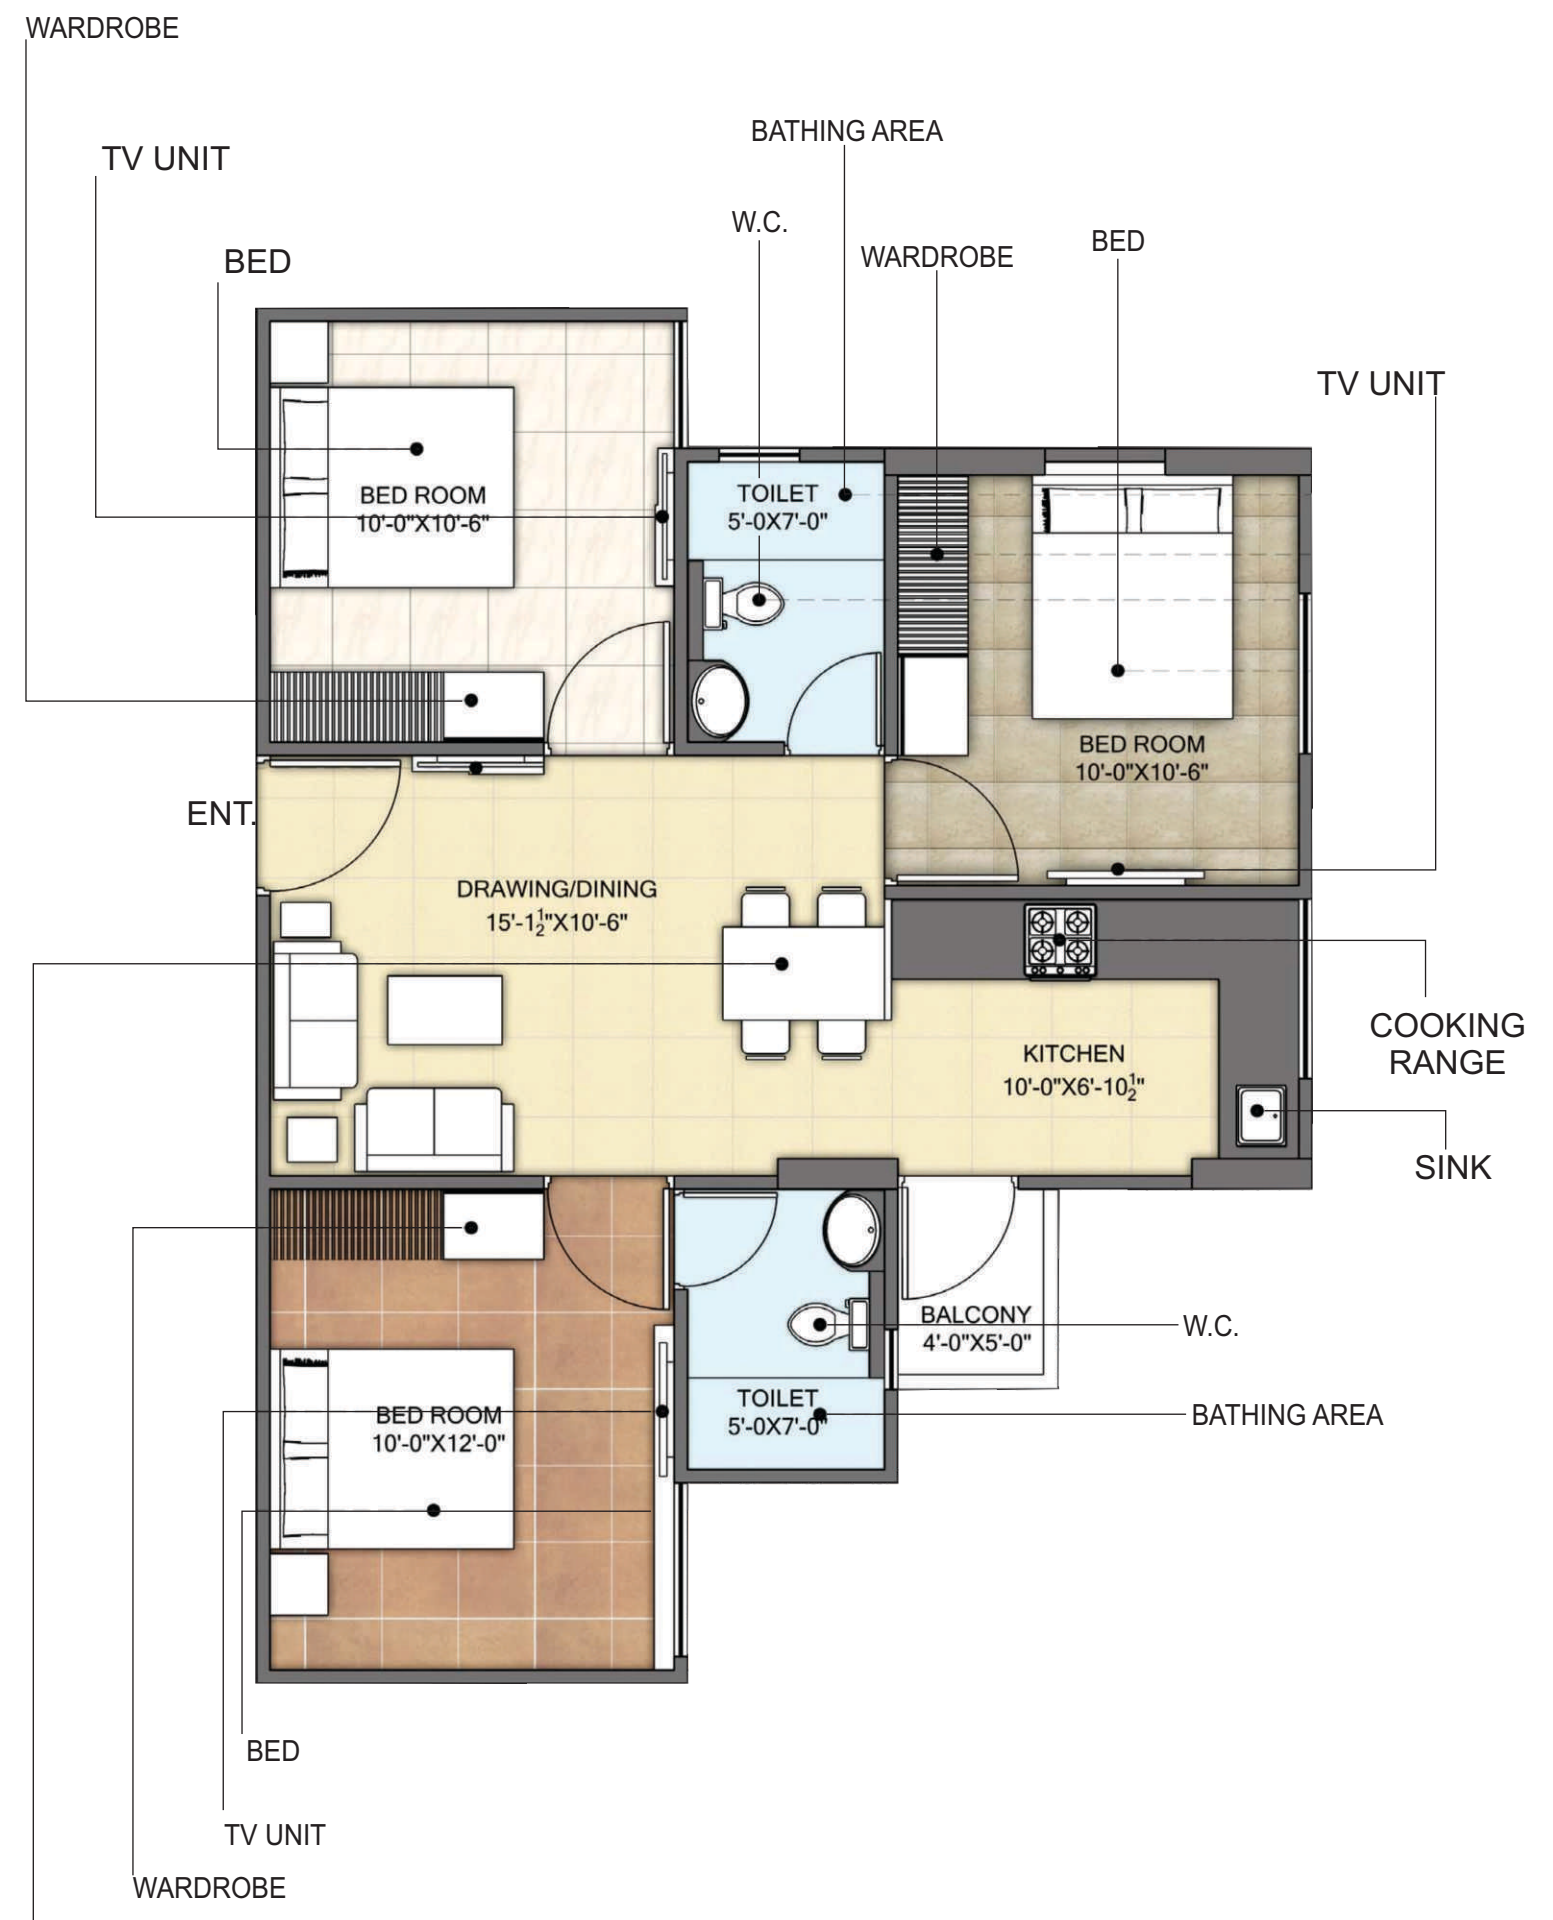 WARDROBE
BATHING AREA
TV UNIT
W.C.
BED
WARDROBE
BED
TV UNIT
BED ROOM
10'-0"X10'-6"
TOILET
5'-0X7'-0"
BED ROOM
10'-0"X10'-6"
ENT.
DRAWING/DINING
15'-1½"X10'-6"
COOKING
RANGE
KITCHEN
10'-0"X6'-10½"
SINK
BALCONY
4'-0"X5'-0"
W.C.
TOILET
5'-0X7'-0"
BATHING AREA
BED ROOM
10'-0"X12'-0"
BED
TV UNIT
WARDROBE